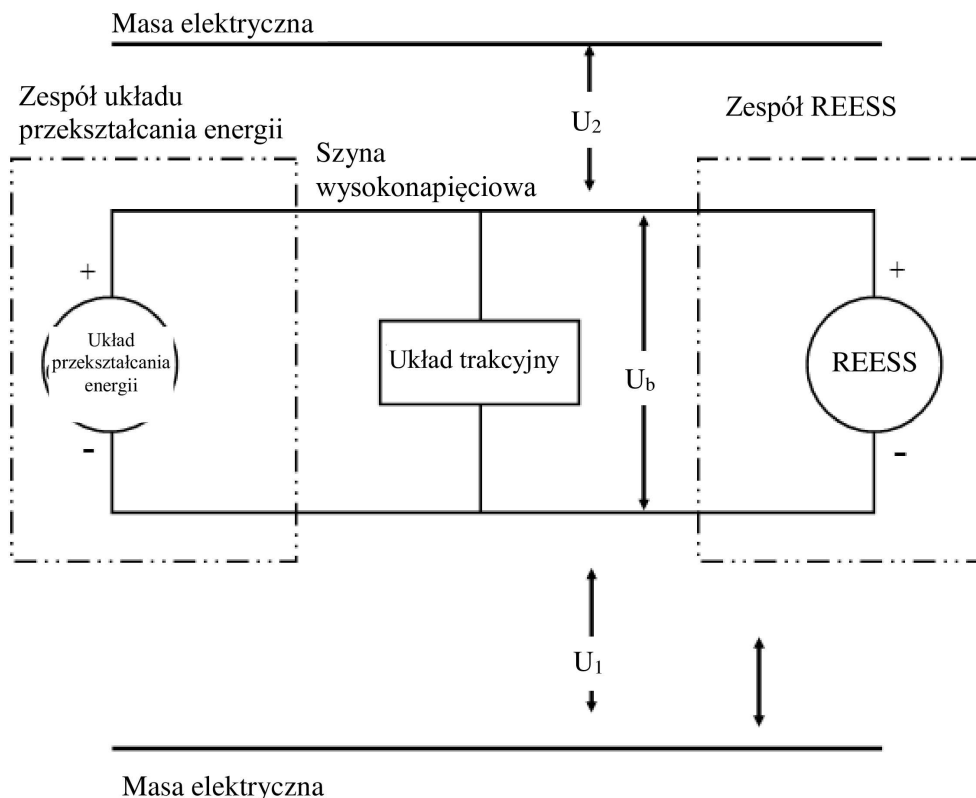 Masa elektryczna
Zespół układu
przekształcania energii
U₂
Zespół REESS
Szyna
wysokonapięciowa
+
+
Układ
przekształcania
energii
Układ trakcyjny
U_b
REESS
-
-
U₁
Masa elektryczna